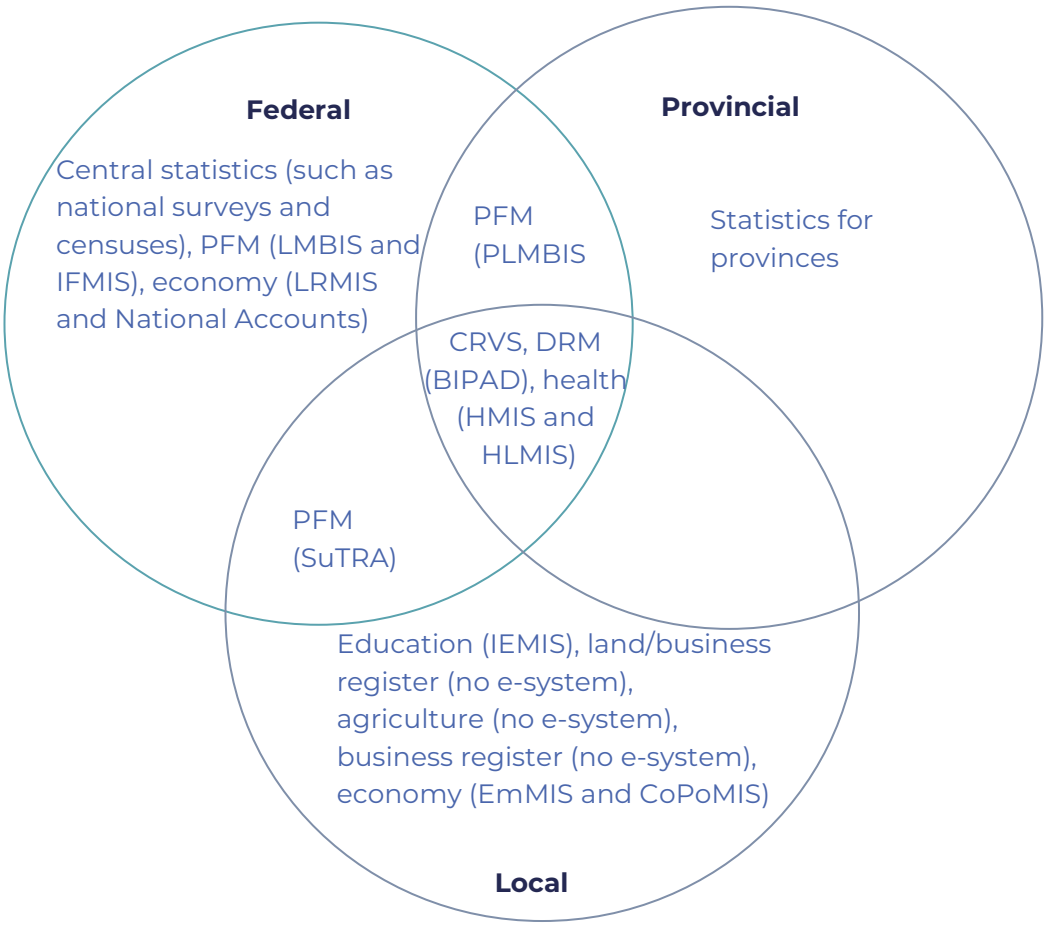 Federal
Central statistics (such as
national surveys and
censuses), PFM (LMBIS and
IFMIS), economy (LRMIS
and National Accounts)
PFM
(PLMBIS
Provincial
Statistics for
provinces
CRVS, DRM
(BIPAD), health
(HMIS and
HLMIS)
PFM
(SuTRA)
Education (IEMIS), land/business
register (no e-system),
agriculture (no e-system),
business register (no e-system),
economy (EmMIS and CoPoMIS)
Local